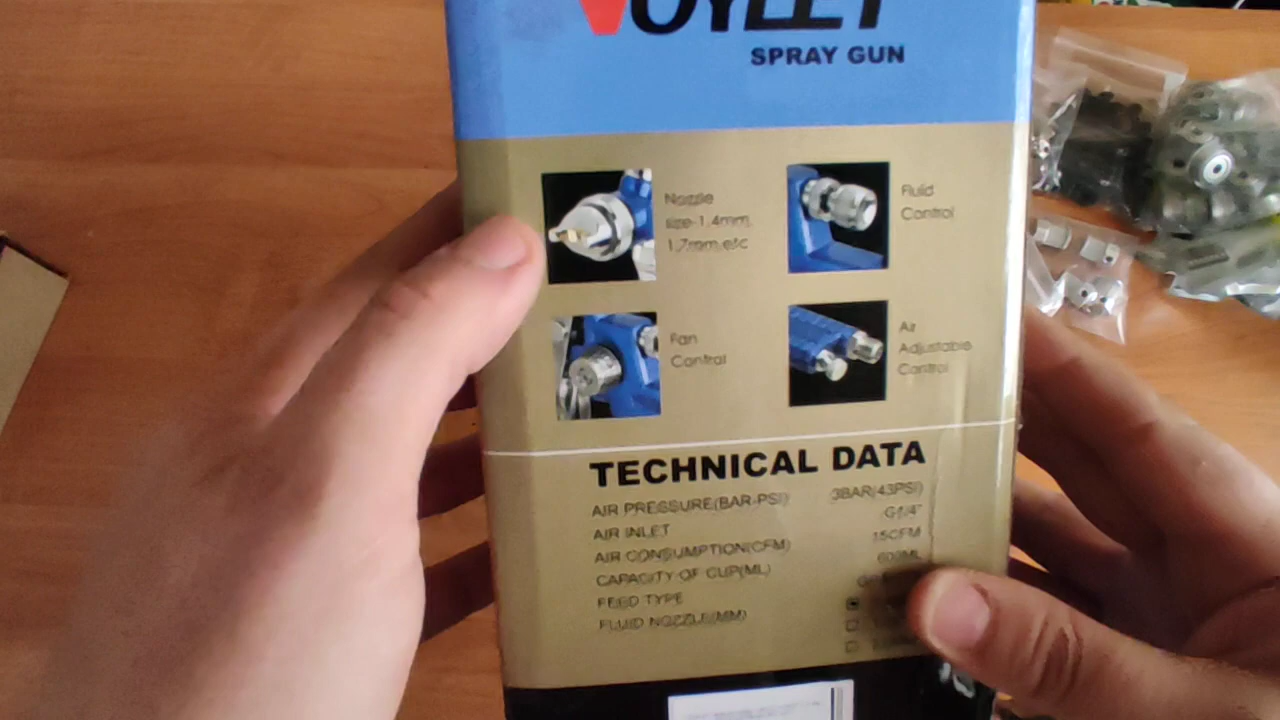 VOYLET
SPRAY GUN
Nozzle
size-1.4mm,
1.7mm,etc
Fluid
Control
Fan
Control
Air
Adjustable
Control
TECHNICAL DATA
AIR PRESSURE(BAR-PSI) 3BAR(43PSI)
AIR INLET G1/4"
AIR CONSUMPTION(CFM) 15CFM
CAPACITY OF CUP(ML) 600ML
FEED TYPE
FLUID NOZZLE(MM)